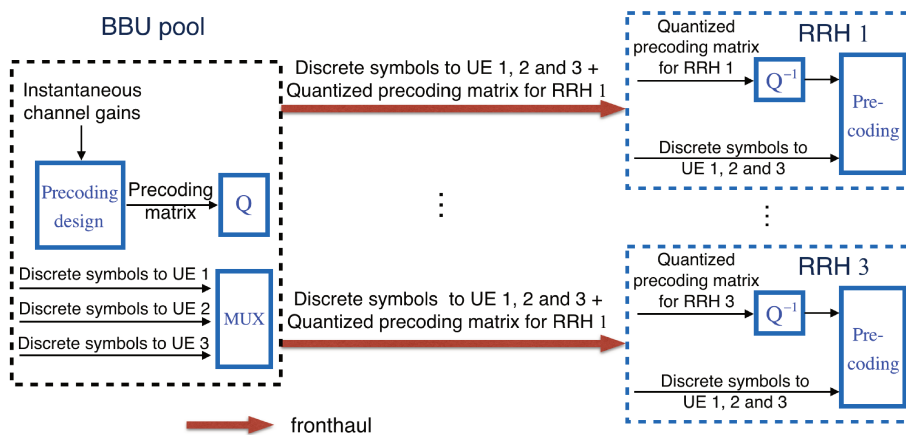 BBU pool
Instantaneous
channel gains
Precoding
design
Precoding
matrix
Q
Discrete symbols to UE 1
Discrete symbols to UE 2
Discrete symbols to UE 3
MUX
Discrete symbols to UE 1, 2 and 3 +
Quantized precoding matrix for RRH 1
⋮
Discrete symbols to UE 1, 2 and 3 +
Quantized precoding matrix for RRH 1
fronthaul
RRH 1
Quantized
precoding matrix
for RRH 1
Q⁻¹
Pre-
coding
Discrete symbols to
UE 1, 2 and 3
⋮
RRH 3
Quantized
precoding matrix
for RRH 3
Q⁻¹
Pre-
coding
Discrete symbols to
UE 1, 2 and 3